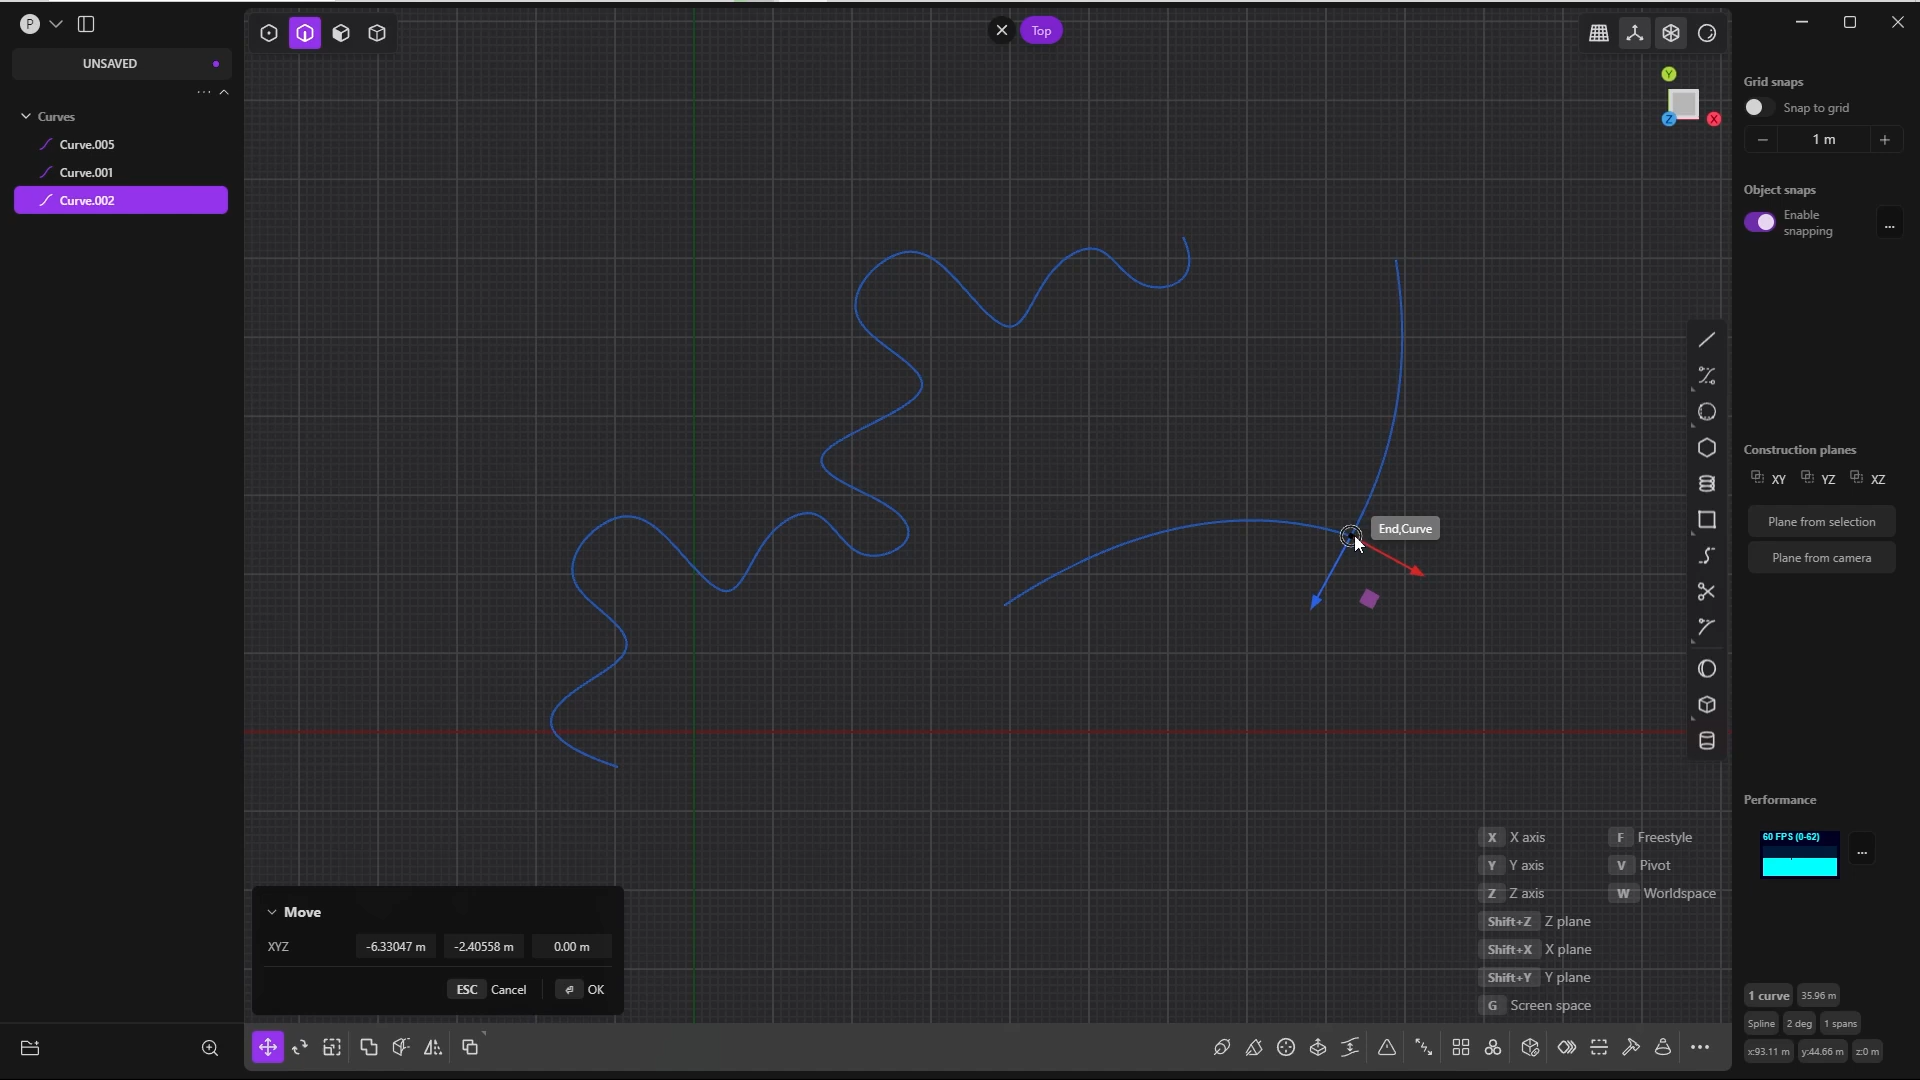 P
UNSAVED
Curves
Curve.005
Curve.001
Curve.002
Top
Y
Z
X
Grid snaps
Snap to grid
1 m
Object snaps
Enable
snapping
...
Construction planes
XY YZ XZ
Plane from selection
Plane from camera
End,Curve
Performance
60 FPS (0-62)
...
X X axis F Freestyle
Y Y axis V Pivot
Z Z axis W Worldspace
Shift+Z Z plane
Shift+X X plane
Shift+Y Y plane
G Screen space
Move
XYZ -6.33047 m -2.40558 m 0.00 m
ESC Cancel OK
1 curve 35.96 m
Spline 2 deg 1 spans
x:93.11 m y:44.66 m z:0 m